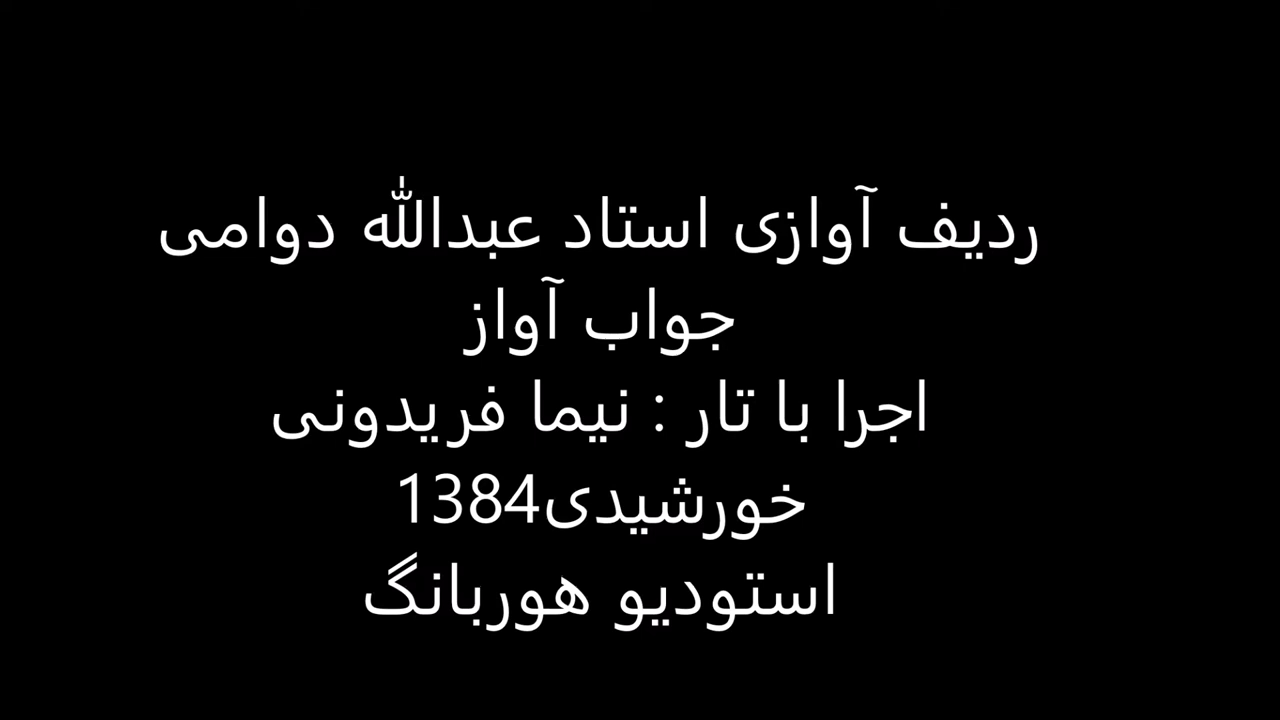 ردیف آوازی استاد عبدالله دوامی
جواب آواز
اجرا با تار : نیما فریدونی
خورشیدی1384
استودیو هوربانگ